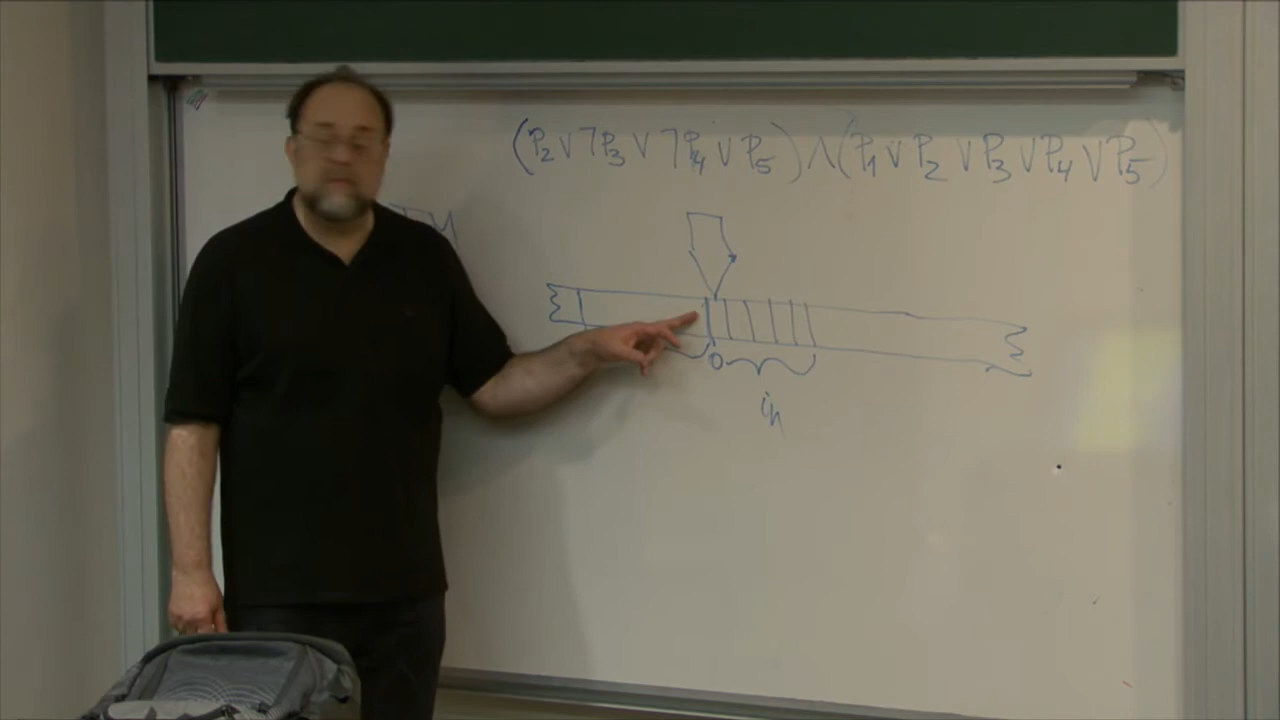 (P₂ ∨ ¬P₃ ∨ ¬P₄ ∨ P₅) ∧ (P₁ ∨ P₂ ∨ P₃ ∨ P₄ ∨ P₅)
0
in